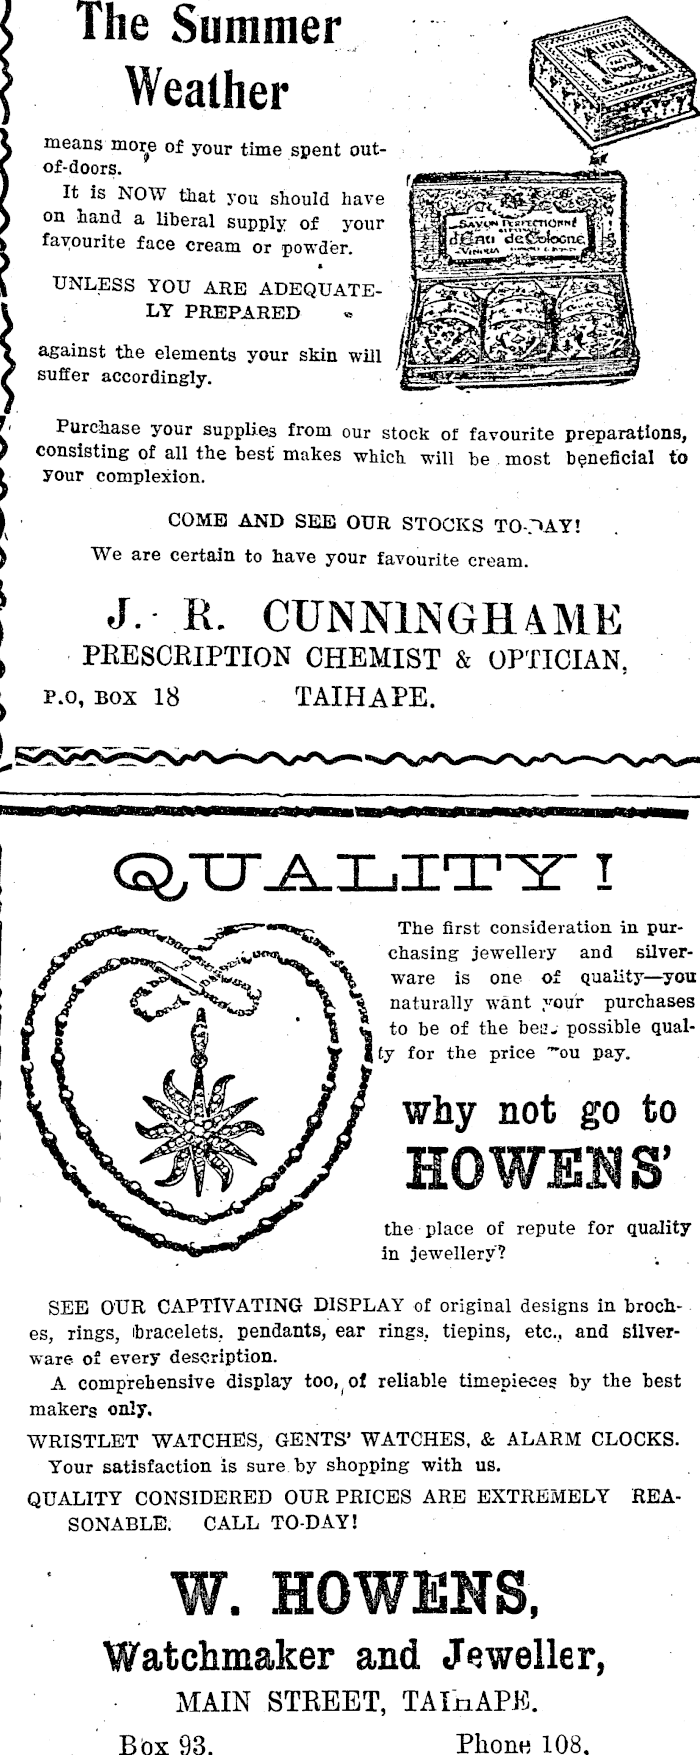 The Summer
Weather
means more of your time spent out-
of-doors.
It is NOW that you should have
on hand a liberal supply of your
favourite face cream or powder.
UNLESS YOU ARE ADEQUATE-
LY PREPARED
against the elements your skin will
suffer accordingly.
SAVON PERFECTIONNÉ
d'Eau de Cologne
Purchase your supplies from our stock of favourite preparations,
consisting of all the best makes which will be most beneficial to
your complexion.
COME AND SEE OUR STOCKS TO-DAY!
We are certain to have your favourite cream.
J. R. CUNNINGHAME
PRESCRIPTION CHEMIST & OPTICIAN,
P.O, BOX 18 TAIHAPE.
QUALITY!
The first consideration in pur-
chasing jewellery and silver-
ware is one of quality—you
naturally want your purchases
to be of the best possible qual-
ty for the price you pay.
why not go to
HOWENS'
the place of repute for quality
in jewellery?
SEE OUR CAPTIVATING DISPLAY of original designs in broch-
es, rings, bracelets, pendants, ear rings, tiepins, etc., and silver-
ware of every description.
A comprehensive display too, of reliable timepieces by the best
makers only.
WRISTLET WATCHES, GENTS' WATCHES, & ALARM CLOCKS.
Your satisfaction is sure by shopping with us.
QUALITY CONSIDERED OUR PRICES ARE EXTREMELY REA-
SONABLE. CALL TO-DAY!
W. HOWENS,
Watchmaker and Jeweller,
MAIN STREET, TAIHAPE.
Box 93. Phone 108,